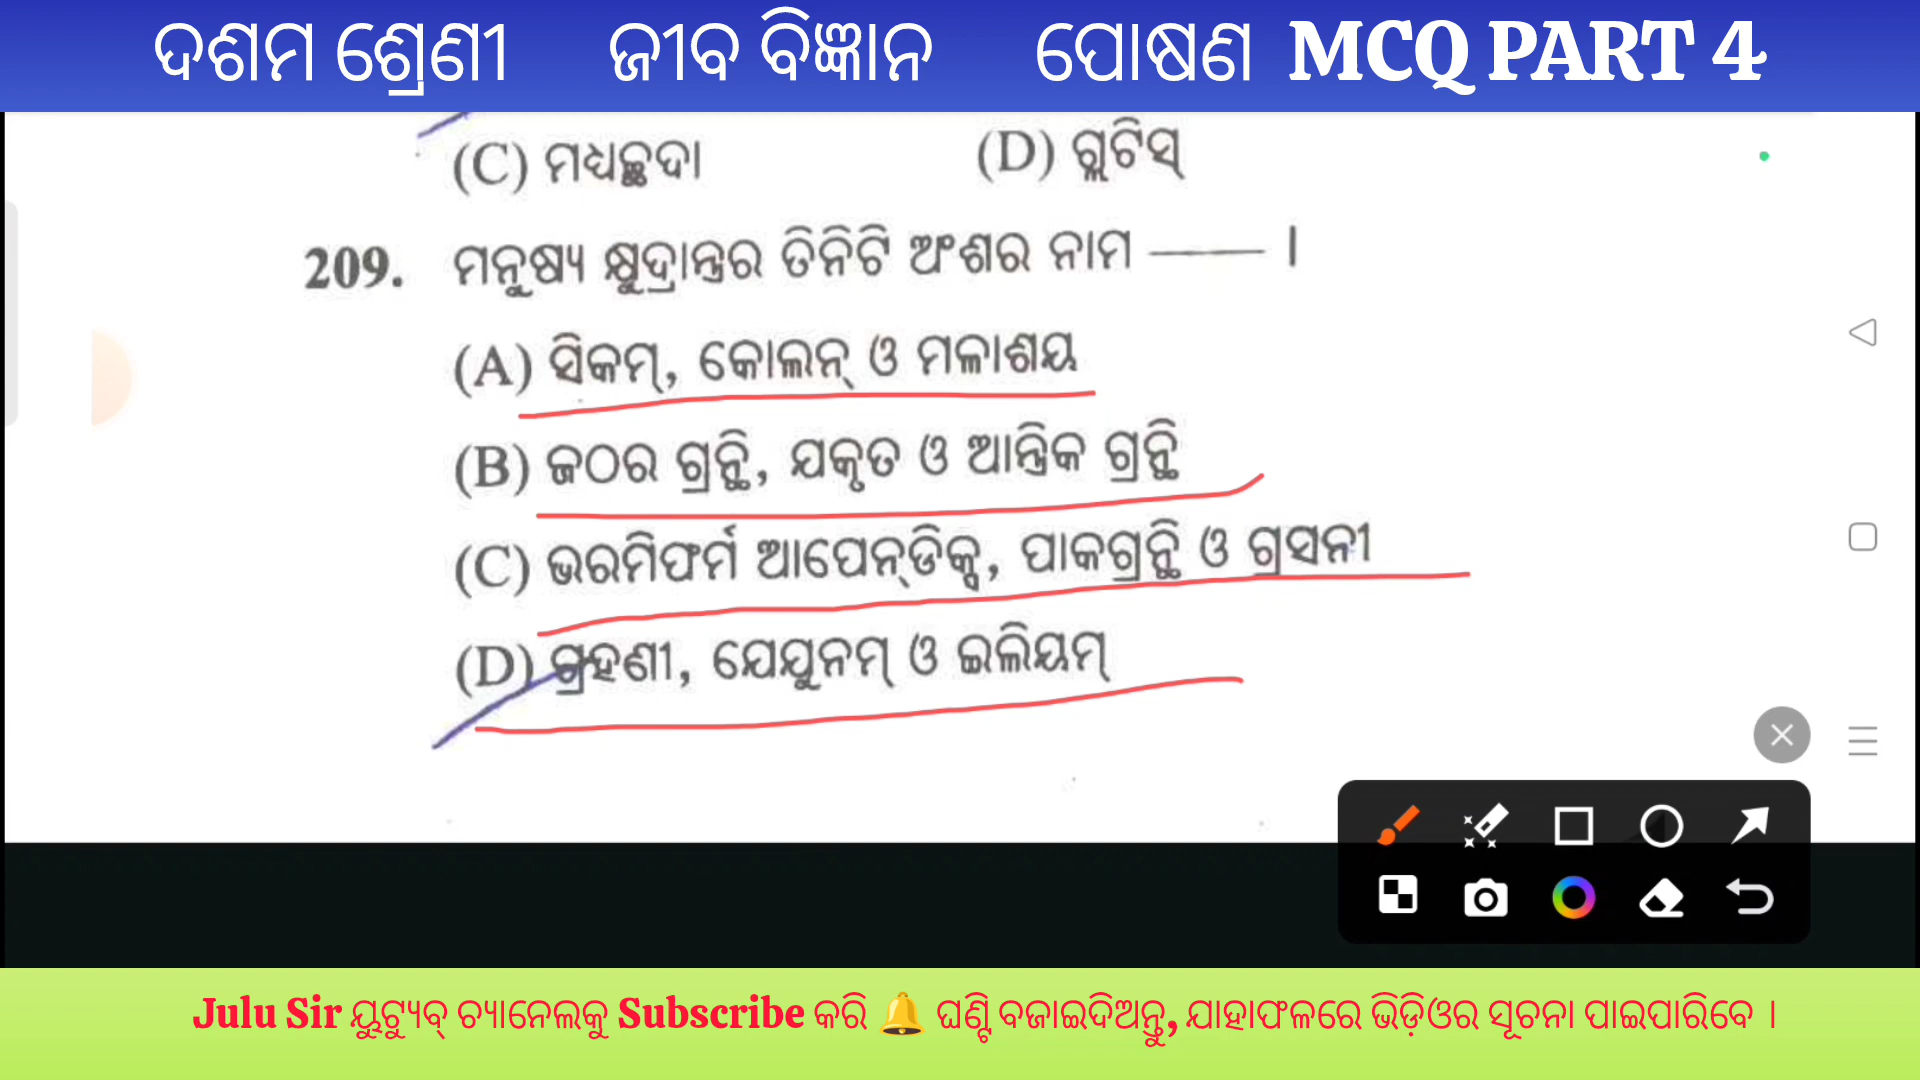 ଦଶମ ଶ୍ରେଣୀ ଜୀବ ବିଜ୍ଞାନ ପୋଷଣ MCQ PART 4
(C) ମଧ୍ୟଚ୍ଛଦା (D) ଗ୍ଲଟିସ୍
209. ମନୁଷ୍ୟ କ୍ଷୁଦ୍ରାନ୍ତ୍ରର ତିନିଟି ଅଂଶର ନାମ —— ।
(A) ସିକମ୍, କୋଲନ୍ ଓ ମଳାଶୟ
(B) ଜଠର ଗ୍ରନ୍ଥି, ଯକୃତ ଓ ଆନ୍ତ୍ରିକ ଗ୍ରନ୍ଥି
(C) ଭରମିଫର୍ମ ଆପେନ୍‌ଡିକ୍ସ, ପାକଗ୍ରନ୍ଥି ଓ ଗ୍ରସନୀ
(D) ଗ୍ରହଣୀ, ଯେଯୁନମ୍ ଓ ଇଲିୟମ୍
Julu Sir ୟୁଟ୍ୟୁବ୍ ଚ୍ୟାନେଲକୁ Subscribe କରି 🔔 ଘଣ୍ଟି ବଜାଇଦିଅନ୍ତୁ, ଯାହାଫଳରେ ଭିଡ଼ିଓର ସୂଚନା ପାଇପାରିବେ ।